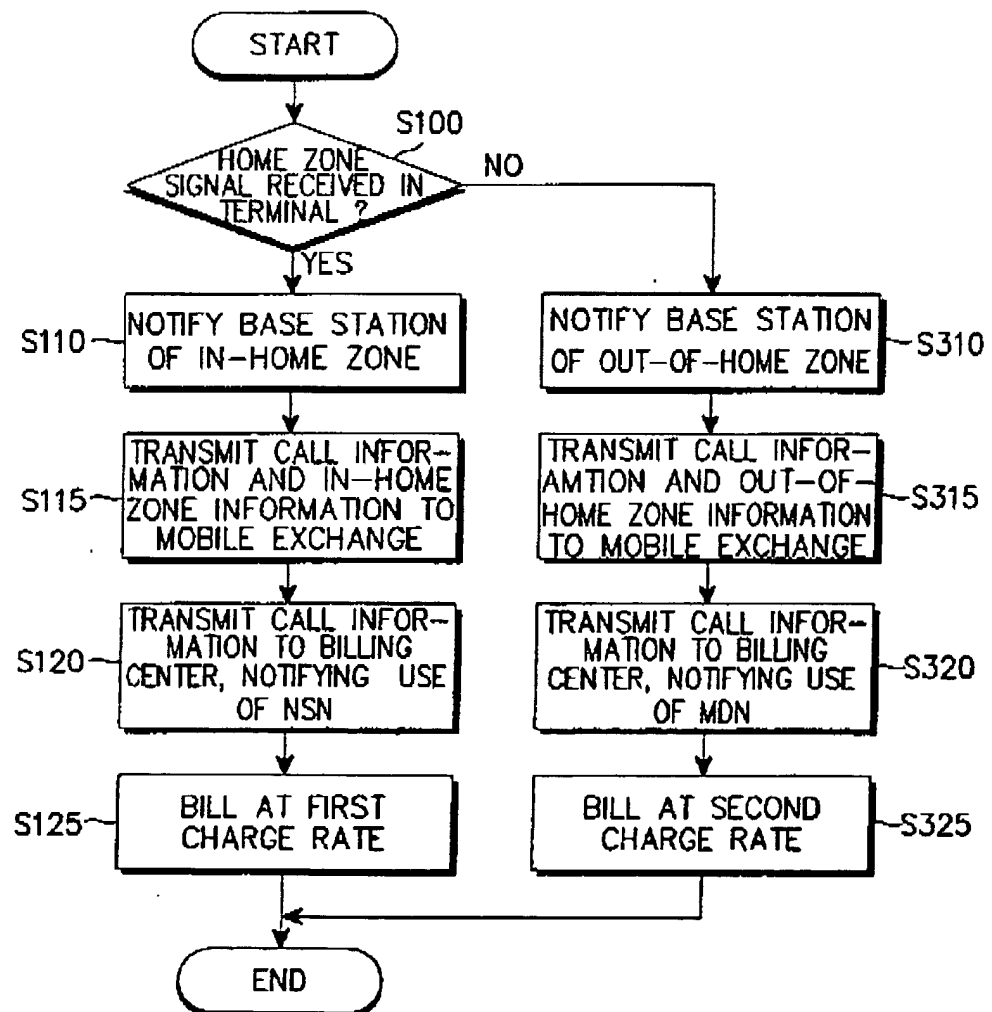 START
S100
HOME ZONE
SIGNAL RECEIVED IN
TERMINAL ?
NO
YES
S110
NOTIFY BASE STATION
OF IN-HOME ZONE
NOTIFY BASE STATION
OF OUT-OF-HOME ZONE
S310
S115
TRANSMIT CALL INFOR-
MATION AND IN-HOME
ZONE INFORMATION TO
MOBILE EXCHANGE
TRANSMIT CALL INFOR-
AMTION AND OUT-OF-
HOME ZONE INFORMATION
TO MOBILE EXCHANGE
S315
S120
TRANSMIT CALL INFOR-
MATION TO BILLING
CENTER, NOTIFYING USE
OF NSN
TRANSMIT CALL INFOR-
MATION TO BILLING
CENTER, NOTIFYING USE
OF MDN
S320
S125
BILL AT FIRST
CHARGE RATE
BILL AT SECOND
CHARGE RATE
S325
END